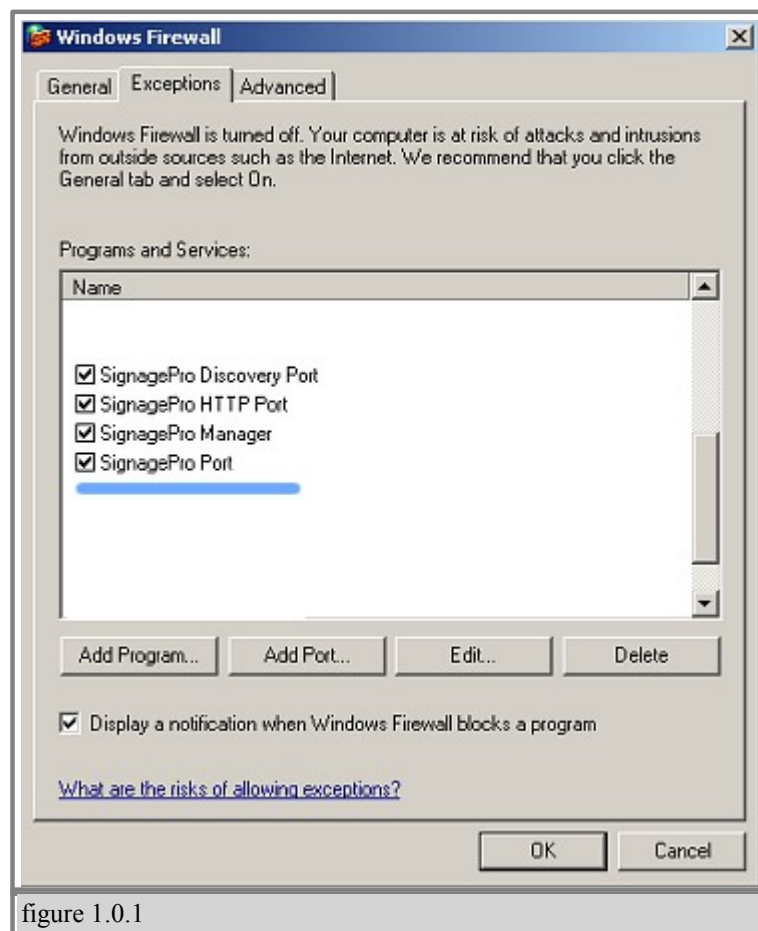 Windows Firewall
General Exceptions Advanced
Windows Firewall is turned off. Your computer is at risk of attacks and intrusions
from outside sources such as the Internet. We recommend that you click the
General tab and select On.
Programs and Services:
Name
SignagePro Discovery Port
SignagePro HTTP Port
SignagePro Manager
SignagePro Port
Add Program... Add Port... Edit... Delete
Display a notification when Windows Firewall blocks a program
What are the risks of allowing exceptions?
OK Cancel
figure 1.0.1